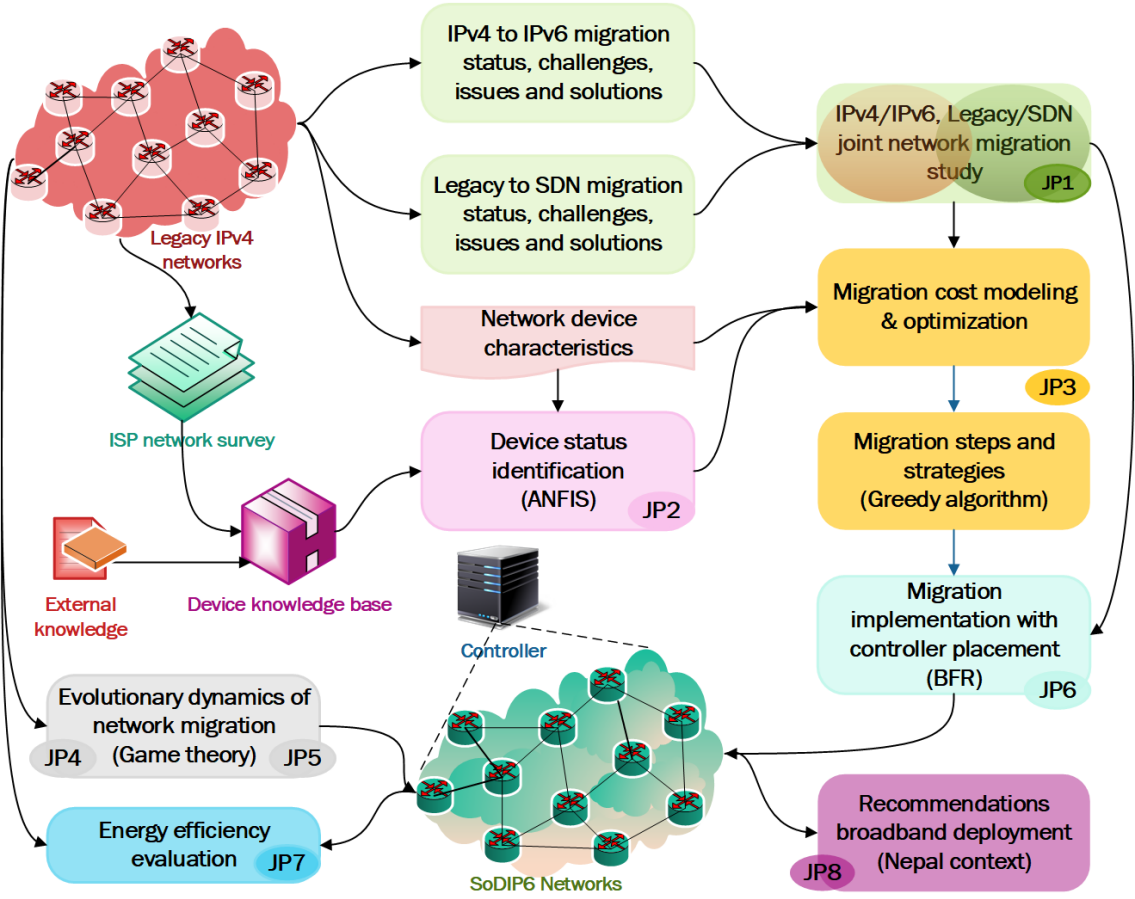 IPv4 to IPv6 migration
status, challenges,
issues and solutions
Legacy to SDN migration
status, challenges,
issues and solutions
IPv4/IPv6, Legacy/SDN
joint network migration
study
JP1
Legacy IPv4
networks
Network device
characteristics
Migration cost modeling
& optimization
JP3
ISP network survey
Device status
identification
(ANFIS)
JP2
Migration steps and
strategies
(Greedy algorithm)
External
knowledge
Device knowledge base
Controller
Migration
implementation with
controller placement
(BFR)
JP6
Evolutionary dynamics of
network migration
(Game theory)
JP4
JP5
Energy efficiency
evaluation
JP7
SoDIP6 Networks
Recommendations
broadband deployment
(Nepal context)
JP8